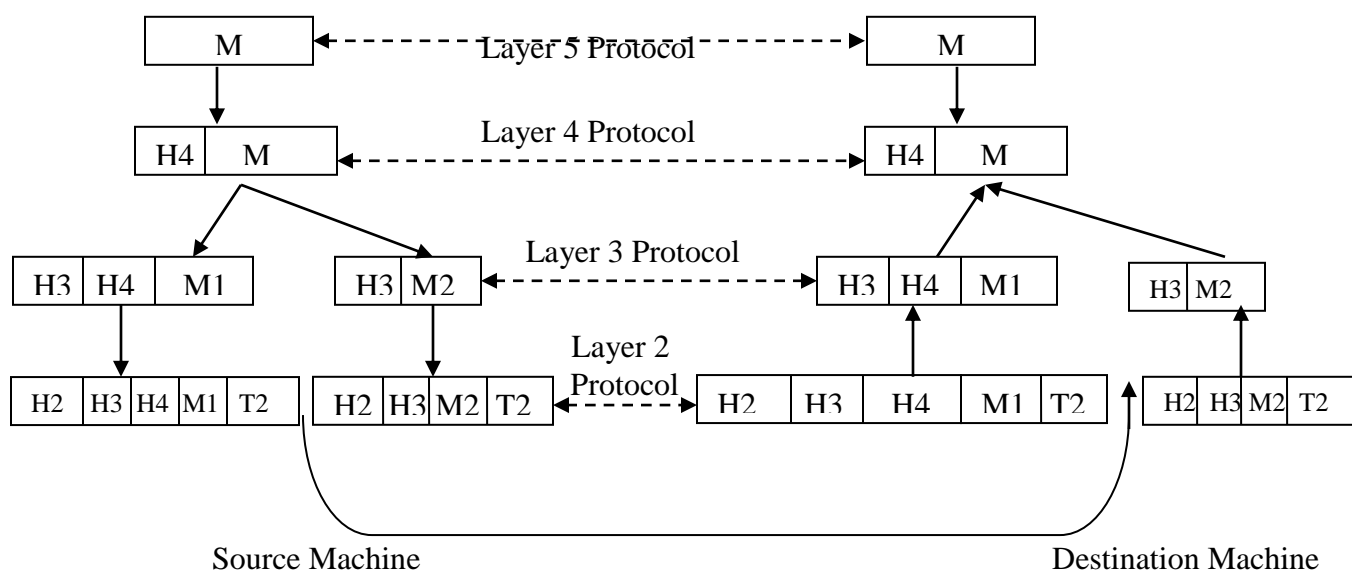 M Layer 5 Protocol M
Layer 4 Protocol
H4 M H4 M
Layer 3 Protocol
H3 H4 M1 H3 M2 H3 H4 M1 H3 M2
Layer 2
Protocol
H2 H3 H4 M1 T2 H2 H3 M2 T2 H2 H3 H4 M1 T2 H2 H3 M2 T2
Source Machine Destination Machine